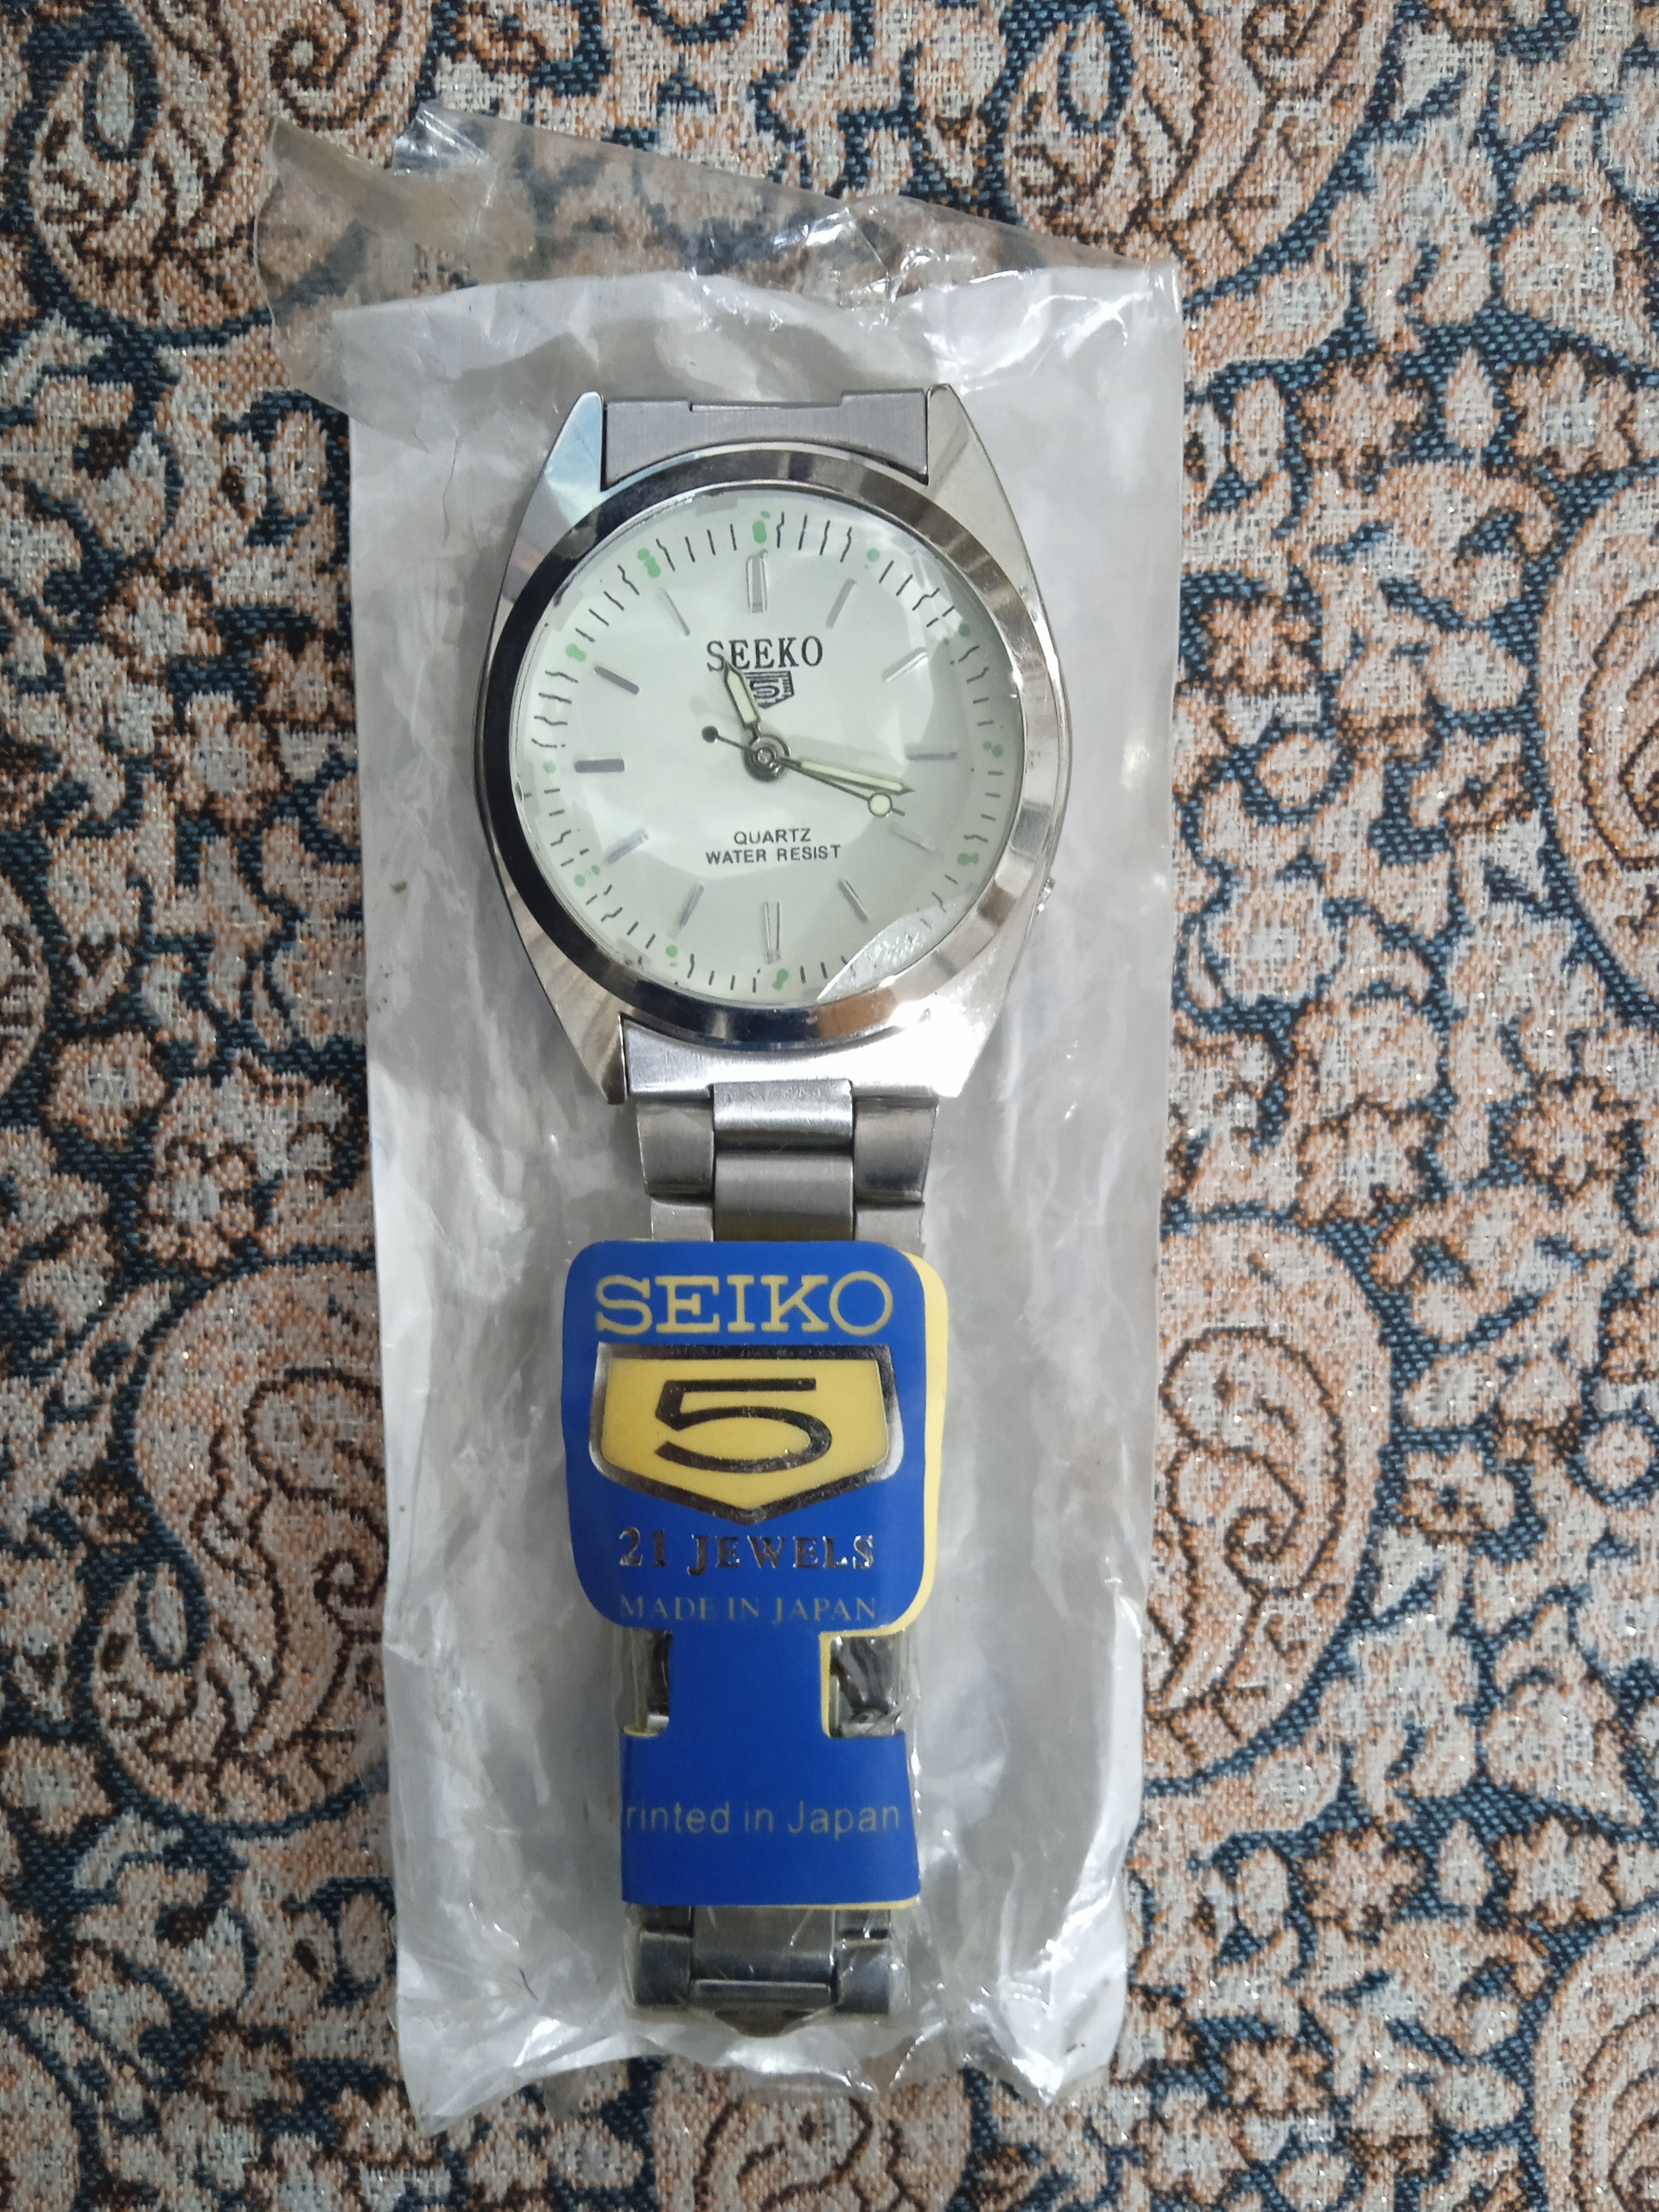 SEEKO
5
QUARTZ
WATER RESIST
SEIKO
5
21 JEWELS
MADE IN JAPAN
rinted in Japan